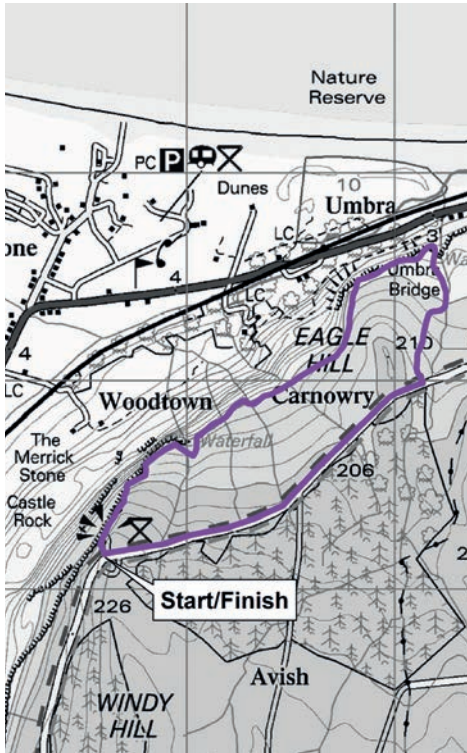 Nature
Reserve
PC P
Dunes
10
Umbra
one
LC
3
4
Umbra
Bridge
LC
EAGLE
HILL
210
4
LC
Woodtown
Carnowry
The
Merrick
Stone
Waterfall
206
Castle
Rock
Start/Finish
226
Avish
WINDY
HILL
2